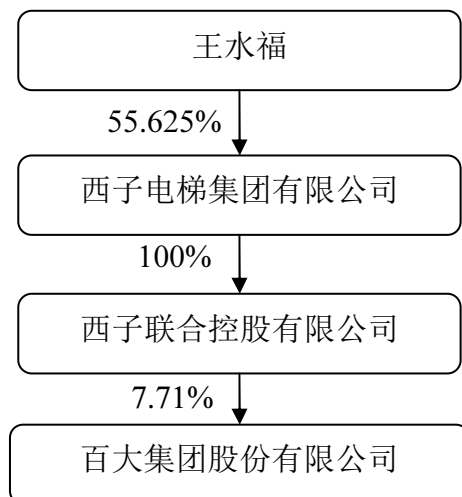 王水福
55.625%
西子电梯集团有限公司
100%
西子联合控股有限公司
7.71%
百大集团股份有限公司